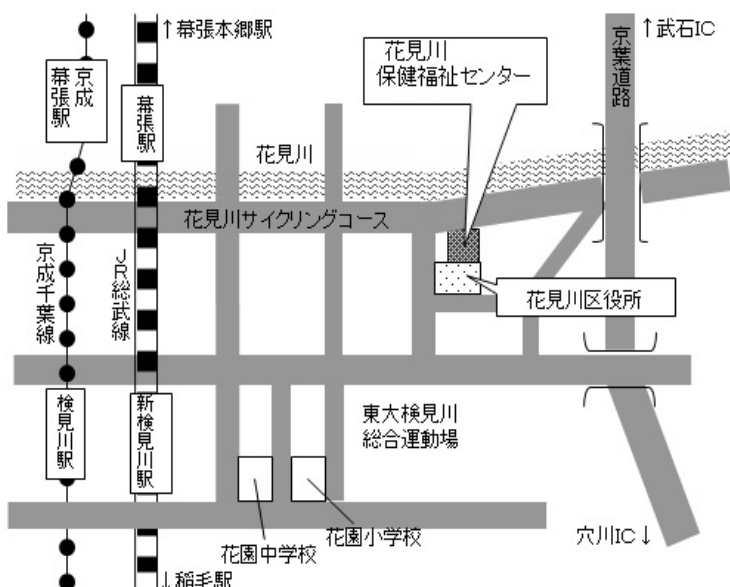 ↑幕張本郷駅
花見川
保健福祉センター
京葉道路
↑武石IC
京成
幕張駅
幕張駅
花見川
花見川サイクリングコース
京成千葉線
JR総武線
花見川区役所
検見川駅
新検見川駅
東大検見川
総合運動場
花園中学校
花園小学校
穴川IC↓
↓稲毛駅